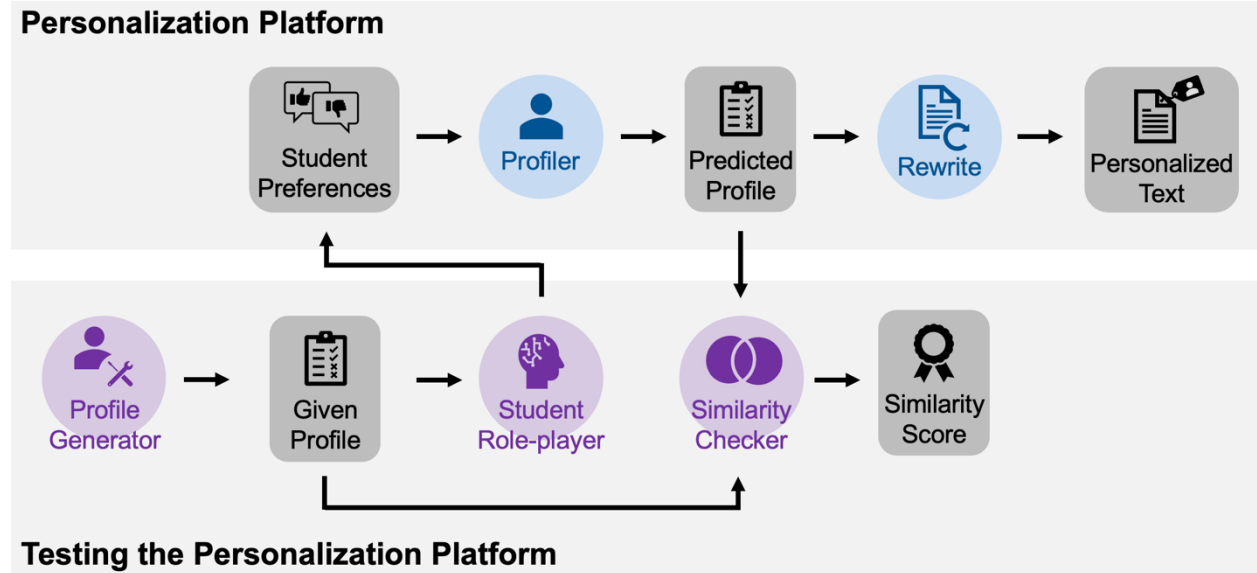 Personalization Platform
Student
Preferences
Profiler
Predicted
Profile
Rewrite
Personalized
Text
Profile
Generator
Given
Profile
Student
Role-player
Similarity
Checker
Similarity
Score
Testing the Personalization Platform